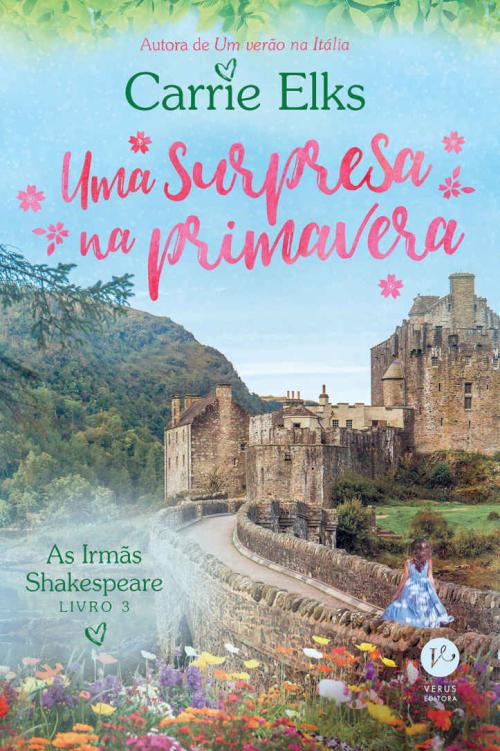 Autora de Um verão na Itália
Carrie Elks
Uma surpresa
na primavera
As Irmãs
Shakespeare
LIVRO 3
VERUS
EDITORA